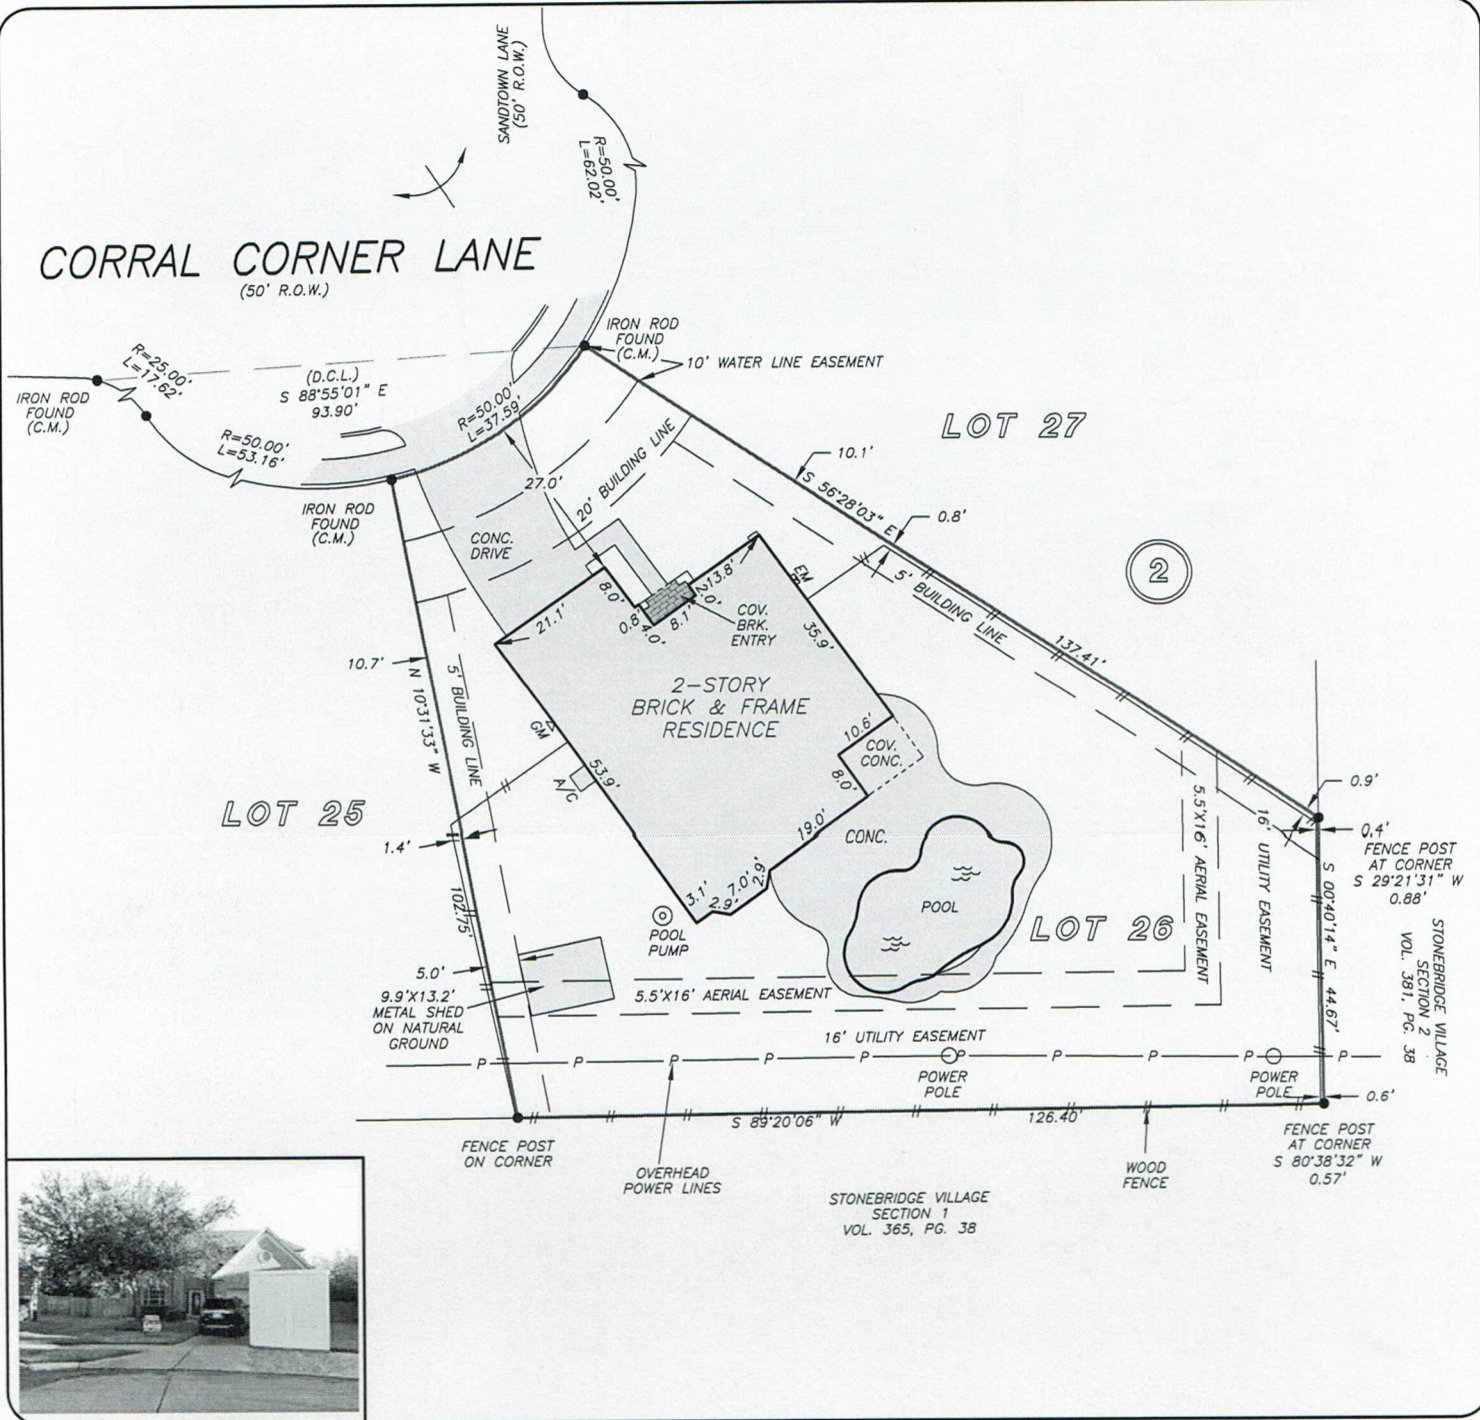 SANDTOWN LANE
(50' R.O.W.)
R=50.00'
L=62.02'
CORRAL CORNER LANE
(50' R.O.W.)
IRON ROD
FOUND
(C.M.)
10' WATER LINE EASEMENT
R=25.00'
L=17.62'
(D.C.L.)
S 88°55'01" E
93.90'
IRON ROD
FOUND
(C.M.)
R=50.00'
L=37.59'
R=50.00'
L=53.16'
LOT 27
10.1'
S 56°28'03" E
27.0'
20' BUILDING LINE
IRON ROD
FOUND
(C.M.)
0.8'
CONC.
DRIVE
2
5' BUILDING LINE
EM
13.8'
2.0'
8.0'
0.8'
4.0'
8.1'
COV.
BRK.
ENTRY
21.1'
35.9'
137.41'
10.7'
N 10°31'33" W
5' BUILDING LINE
2-STORY
BRICK & FRAME
RESIDENCE
GM
10.6'
COV.
CONC.
8.0'
53.9'
A/C
0.9'
LOT 25
5.5'X16' AERIAL EASEMENT
16' UTILITY EASEMENT
19.0'
CONC.
0.4'
FENCE POST
AT CORNER
S 29°21'31" W
0.88'
1.4'
102.75'
3.1'
2.9'
7.0'
2.9'
POOL
LOT 26
POOL
PUMP
S 00°40'14" E 44.67'
STONEBRIDGE VILLAGE
SECTION 2
VOL. 381, PG. 38
5.0'
9.9'X13.2'
METAL SHED
ON NATURAL
GROUND
5.5'X16' AERIAL EASEMENT
16' UTILITY EASEMENT
P P P P P P P P P P
POWER
POLE
POWER
POLE
0.6'
S 89°20'06" W 126.40'
FENCE POST
ON CORNER
OVERHEAD
POWER LINES
WOOD
FENCE
FENCE POST
AT CORNER
S 80°38'32" W
0.57'
STONEBRIDGE VILLAGE
SECTION 1
VOL. 365, PG. 38